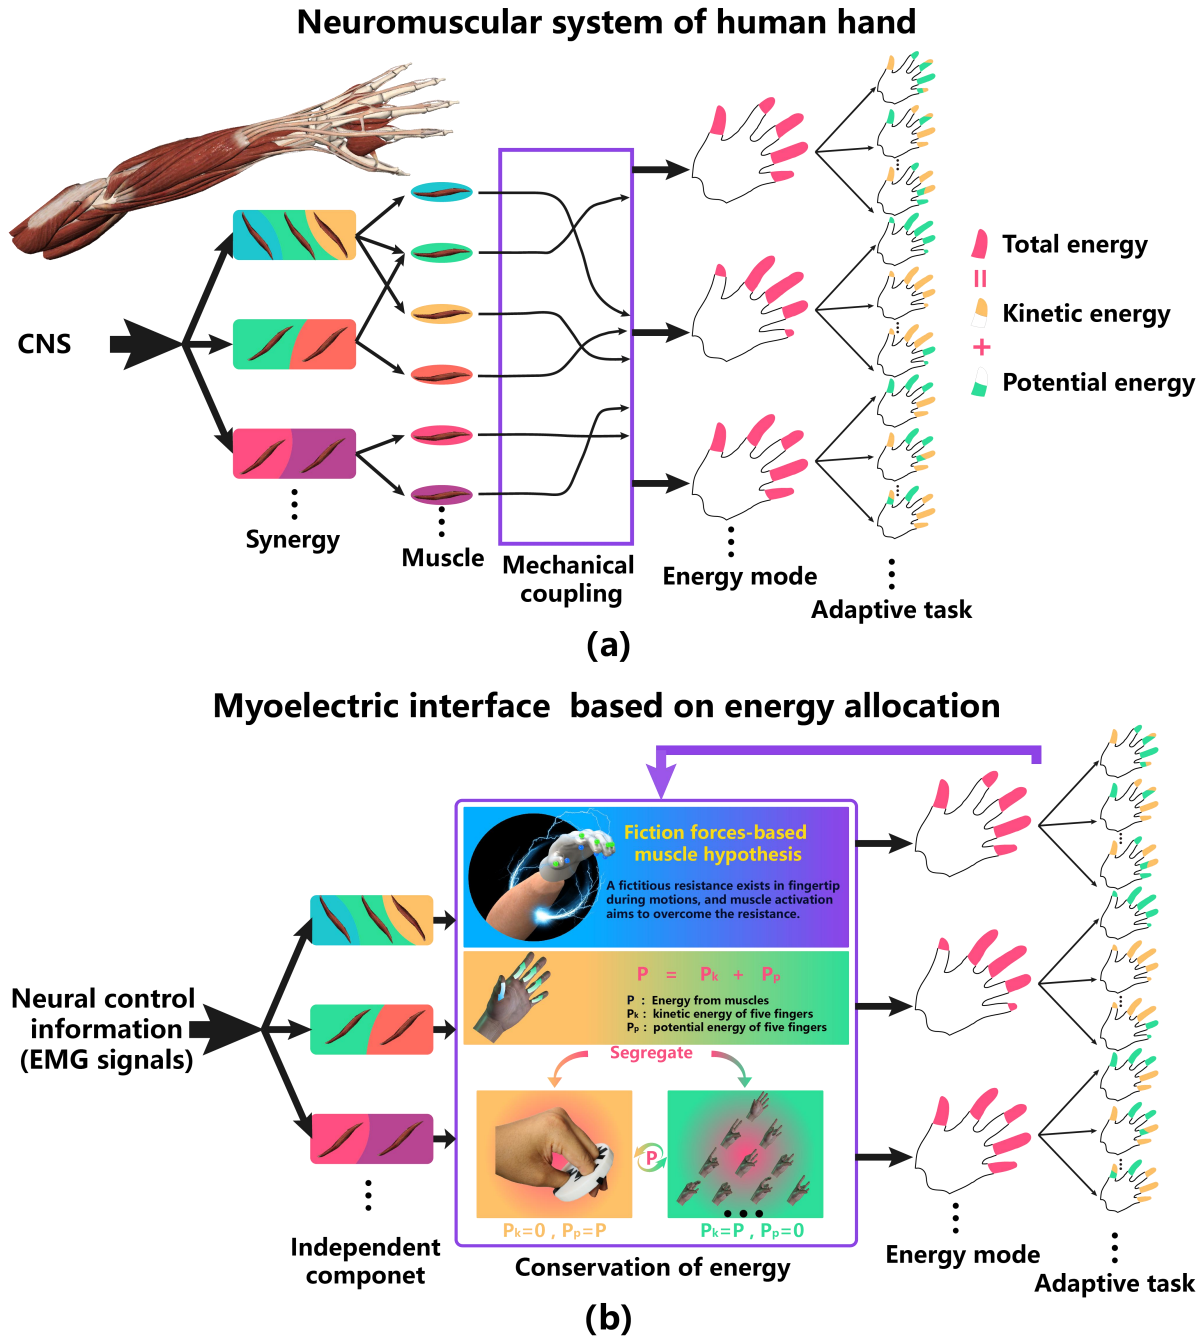 Neuromuscular system of human hand
CNS
Synergy
Muscle
Mechanical
coupling
Energy mode
Adaptive task
Total energy
=
Kinetic energy
+
Potential energy
(a)
Myoelectric interface based on energy allocation
Neural control
information
(EMG signals)
Independent
componet
Fiction forces-based
muscle hypothesis
A fictitious resistance exists in fingertip
during motions, and muscle activation
aims to overcome the resistance.
P = Pk + Pp
P : Energy from muscles
Pk : kinetic energy of five fingers
Pp : potential energy of five fingers
Segregate
P
Pk=0 , Pp=P
Pk=P , Pp=0
Conservation of energy
Energy mode
Adaptive task
(b)